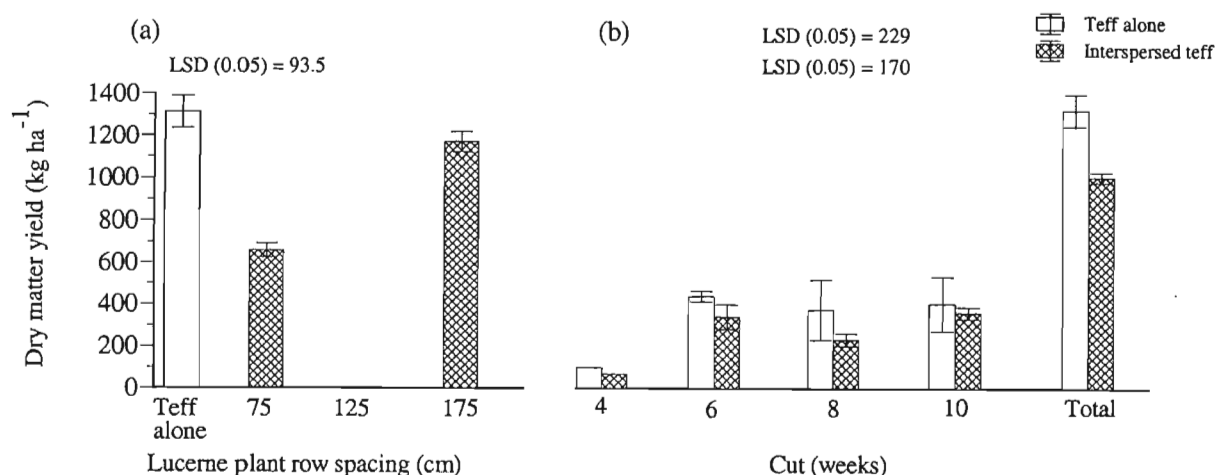 (a)
LSD (0.05) = 93.5
(b)
LSD (0.05) = 229
LSD (0.05) = 170
Teff alone
Interspersed teff
Dry matter yield (kg ha⁻¹)
1400
1200
1000
800
600
400
200
0
Teff alone
75
125
175
Lucerne plant row spacing (cm)
4
6
8
10
Total
Cut (weeks)